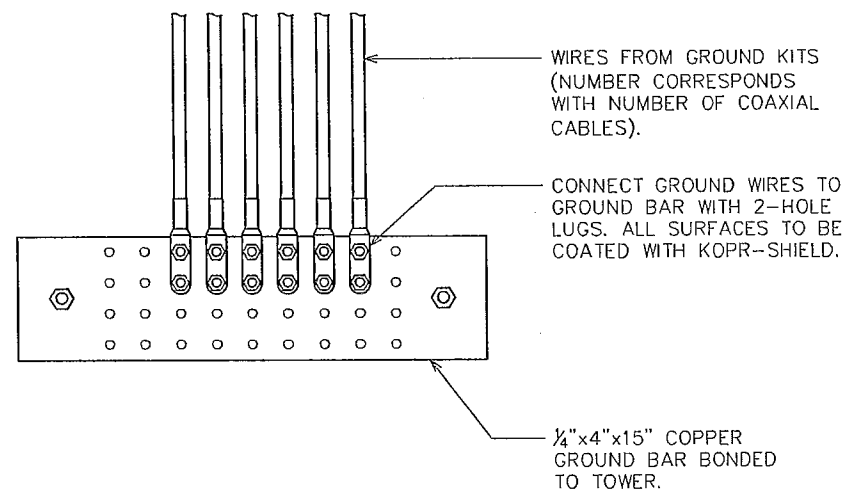 WIRES FROM GROUND KITS
(NUMBER CORRESPONDS
WITH NUMBER OF COAXIAL
CABLES).
CONNECT GROUND WIRES TO
GROUND BAR WITH 2-HOLE
LUGS. ALL SURFACES TO BE
COATED WITH KOPR-SHIELD.
¼"x4"x15" COPPER
GROUND BAR BONDED
TO TOWER.